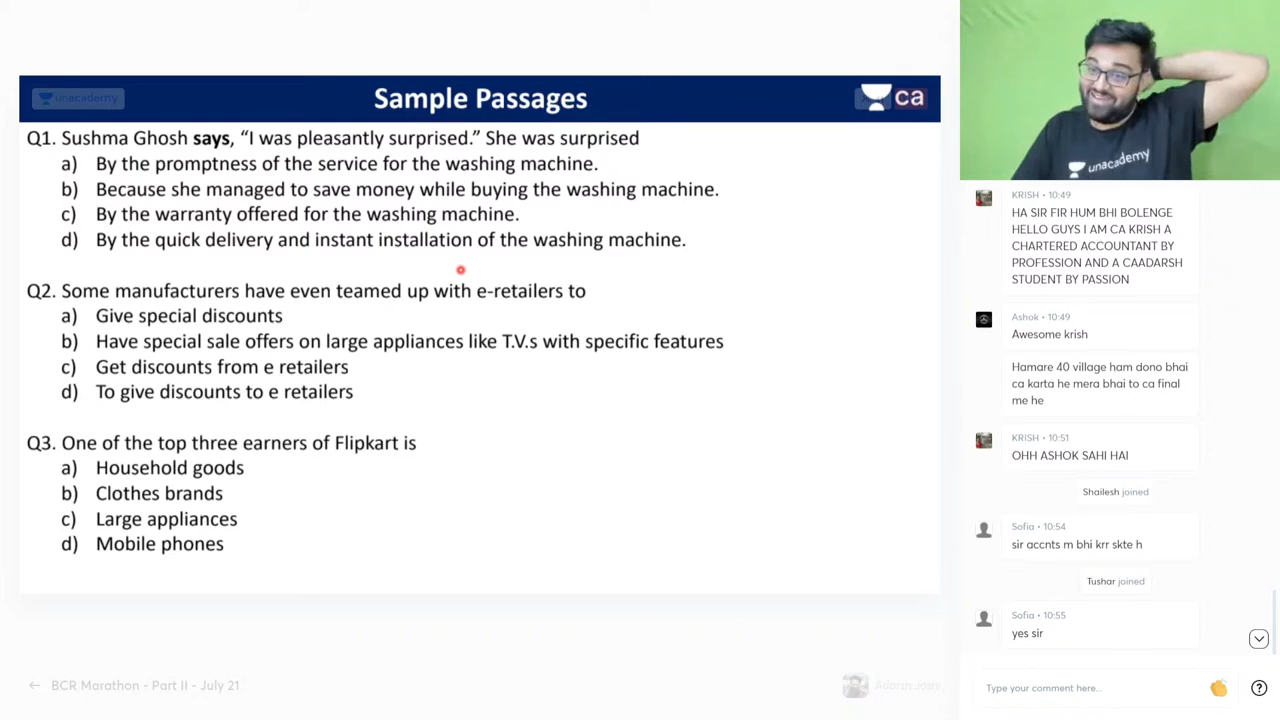 unacademy
Sample Passages
ca
Q1. Sushma Ghosh says, “I was pleasantly surprised.” She was surprised
a) By the promptness of the service for the washing machine.
b) Because she managed to save money while buying the washing machine.
c) By the warranty offered for the washing machine.
d) By the quick delivery and instant installation of the washing machine.
Q2. Some manufacturers have even teamed up with e-retailers to
a) Give special discounts
b) Have special sale offers on large appliances like T.V.s with specific features
c) Get discounts from e retailers
d) To give discounts to e retailers
Q3. One of the top three earners of Flipkart is
a) Household goods
b) Clothes brands
c) Large appliances
d) Mobile phones
← BCR Marathon - Part II - July 21
unacademy
KRISH • 10:49
HA SIR FIR HUM BHI BOLENGE
HELLO GUYS I AM CA KRISH A
CHARTERED ACCOUNTANT BY
PROFESSION AND A CAADARSH
STUDENT BY PASSION
Ashok • 10:49
Awesome krish
Hamare 40 village ham dono bhai
ca karta he mera bhai to ca final
me he
KRISH • 10:51
OHH ASHOK SAHI HAI
Shailesh joined
Sofia • 10:54
sir accnts m bhi krr skte h
Tushar joined
Sofia • 10:55
yes sir
Type your comment here...
?